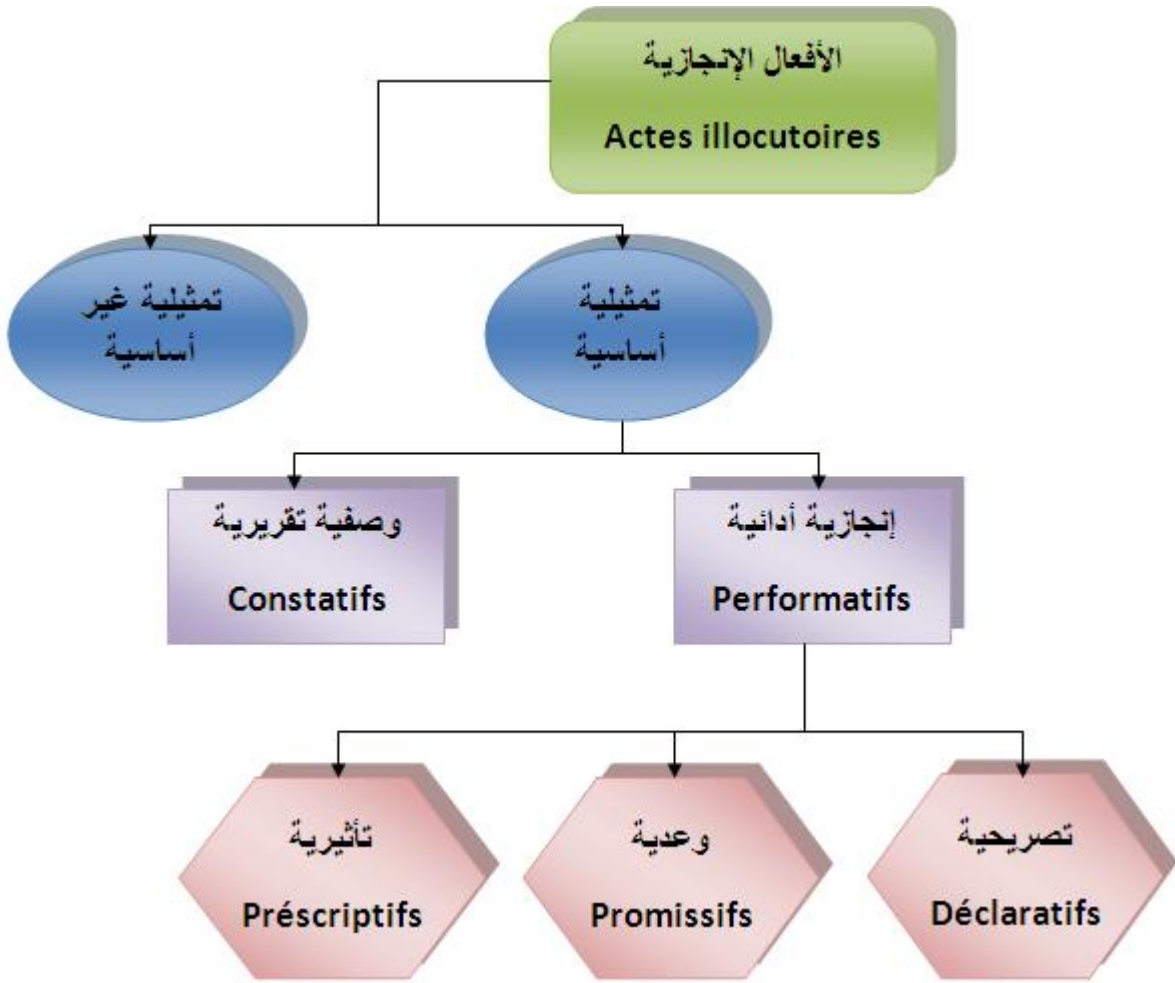 الأفعال الإنجازية
Actes illocutoires
تمثيلية
أساسية
تمثيلية غير
أساسية
إنجازية أدائية
Performatifs
وصفية تقريرية
Constatifs
تصريحية
Déclaratifs
وعدية
Promissifs
تأثيرية
Préscriptifs